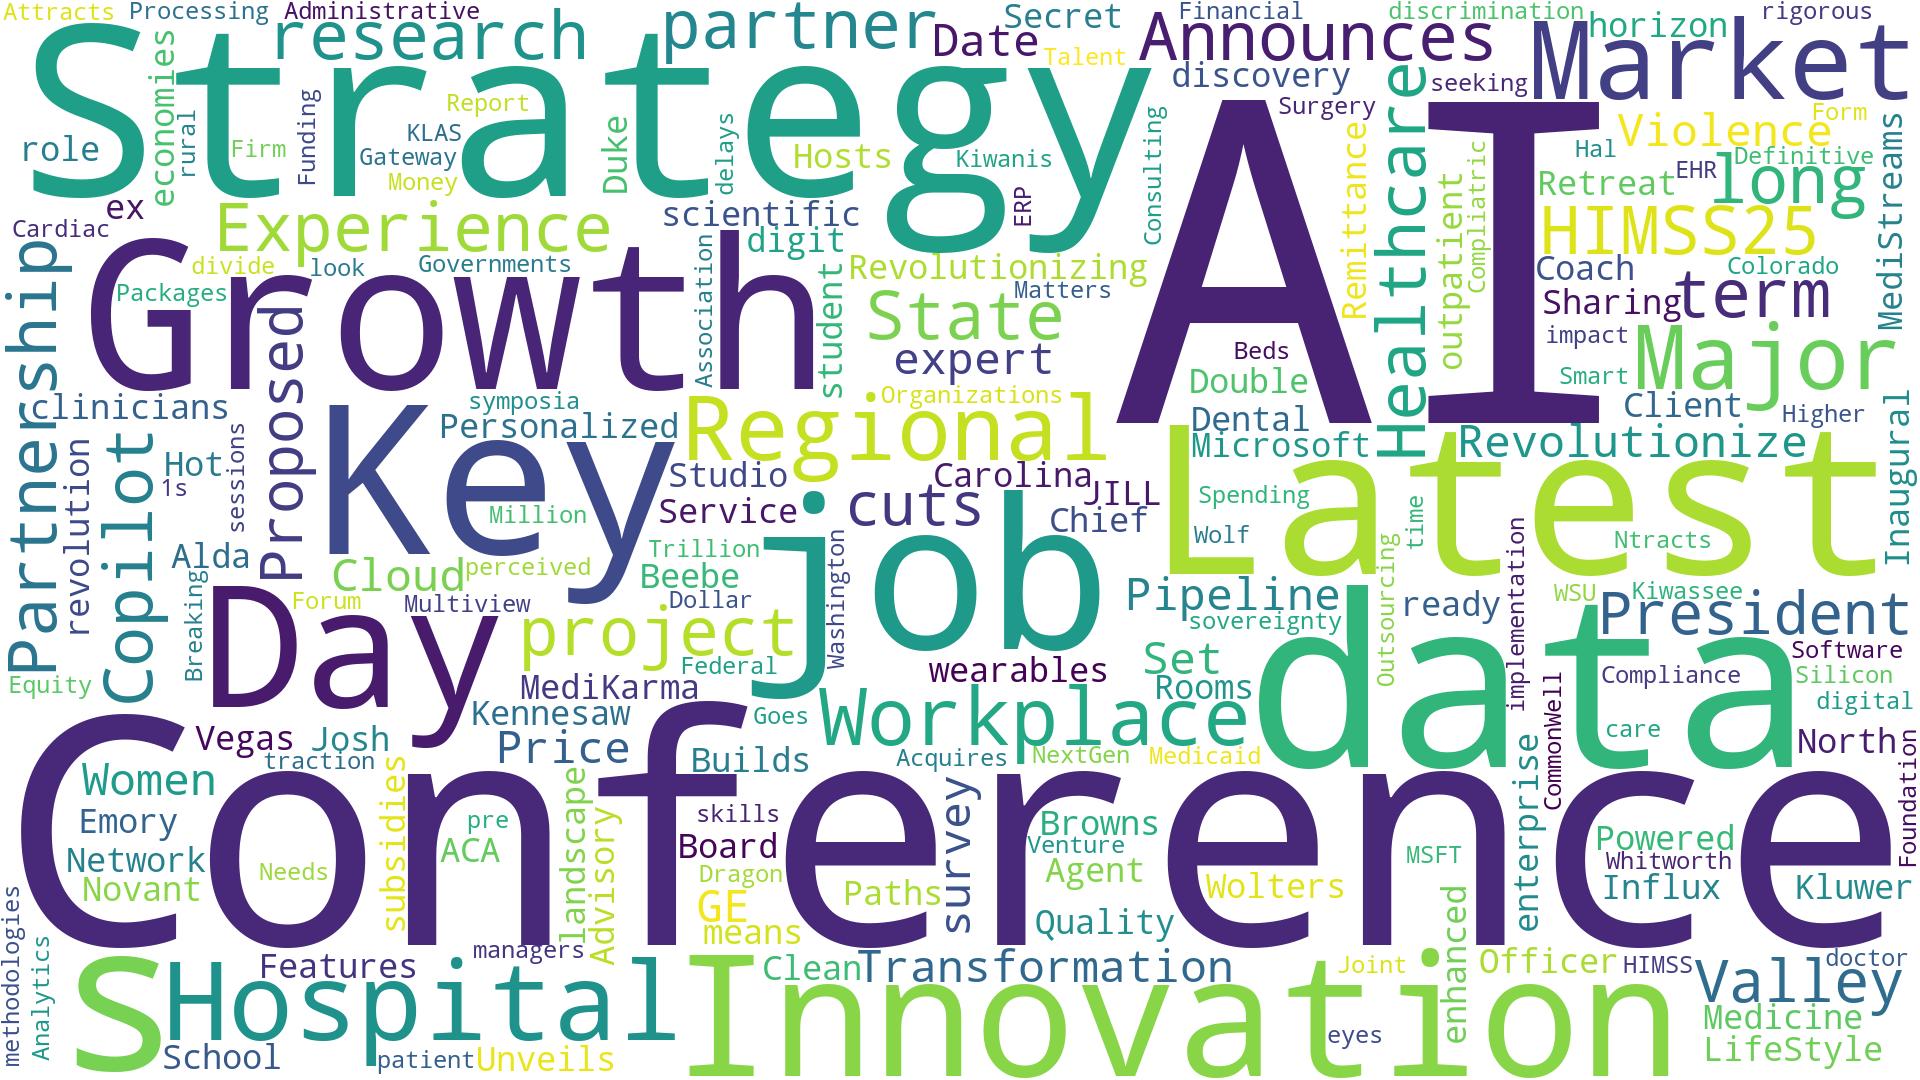 Attracts
Processing
Administrative
Strategy
research
partner
Date
Secret
Talent
Announces
Financial
discrimination
horizon
rigorous
Market
economies
rural
role
Firm
Funding
Report
KLAS
Gateway
Money
Duke
delays
Hosts
Kiwanis
Consulting
discovery
Surgery
seeking
AI
Healthcare
Remittance
outpatient
Compliatric
Violence
Form
Hal
Definitive
Retreat
EHR
long
MediStreams
HIMSS25
ex
Cardiac
Experience
scientific
ERP
digit
divide
look
Governments
Packages
Association
student
Revolutionizing
Matters
State
expert
Growth
Coach
Colorado
Sharing
term
impact
Smart
Major
Partnership
Proposed
clinicians
symposia
Personalized
Key
Regional
Organizations
Beds
Double
Dental
Microsoft
Client
Higher
Revolutionize
Inaugural
revolution
Copilot
Hot
1s
sessions
Studio
Carolina
JILL
Service
cuts
Chief
Million
Latest
Spending
Wolf
time
Ntracts
Alda
Breaking
Cloud
perceived
Trillion
Beebe
Dollar
job
Washington
Outsourcing
Pipeline
sovereignty
ready
implementation
WSU
Kiwassee
President
Day
Forum
Multiview
project
Federal
wearables
Set
Rooms
data
Compliance
Software
Silicon
digital
Equity
MediKarma
Kennesaw
Goes
Workplace
care
North
CommonWell
Vegas
Josh
traction
Price
Builds
Acquires
NextGen
Medicaid
enterprise
Foundation
Women
Emory
Network
Novant
Needs
subsidies
Conference
pre
ACA
landscape
Advisory
skills
Board
Dragon
GE
means
Paths
survey
Browns
Venture
Agent
Quality
Wolters
MSFT
enhanced
Powered
Whitworth
Influx
Kluwer
methodologies
Analytics
S
Hospital
Features
managers
School
patient
Unveils
Innovation
Clean
Transformation
Joint
eyes
Officer
HIMSS
Valley
doctor
Medicine
LifeStyle